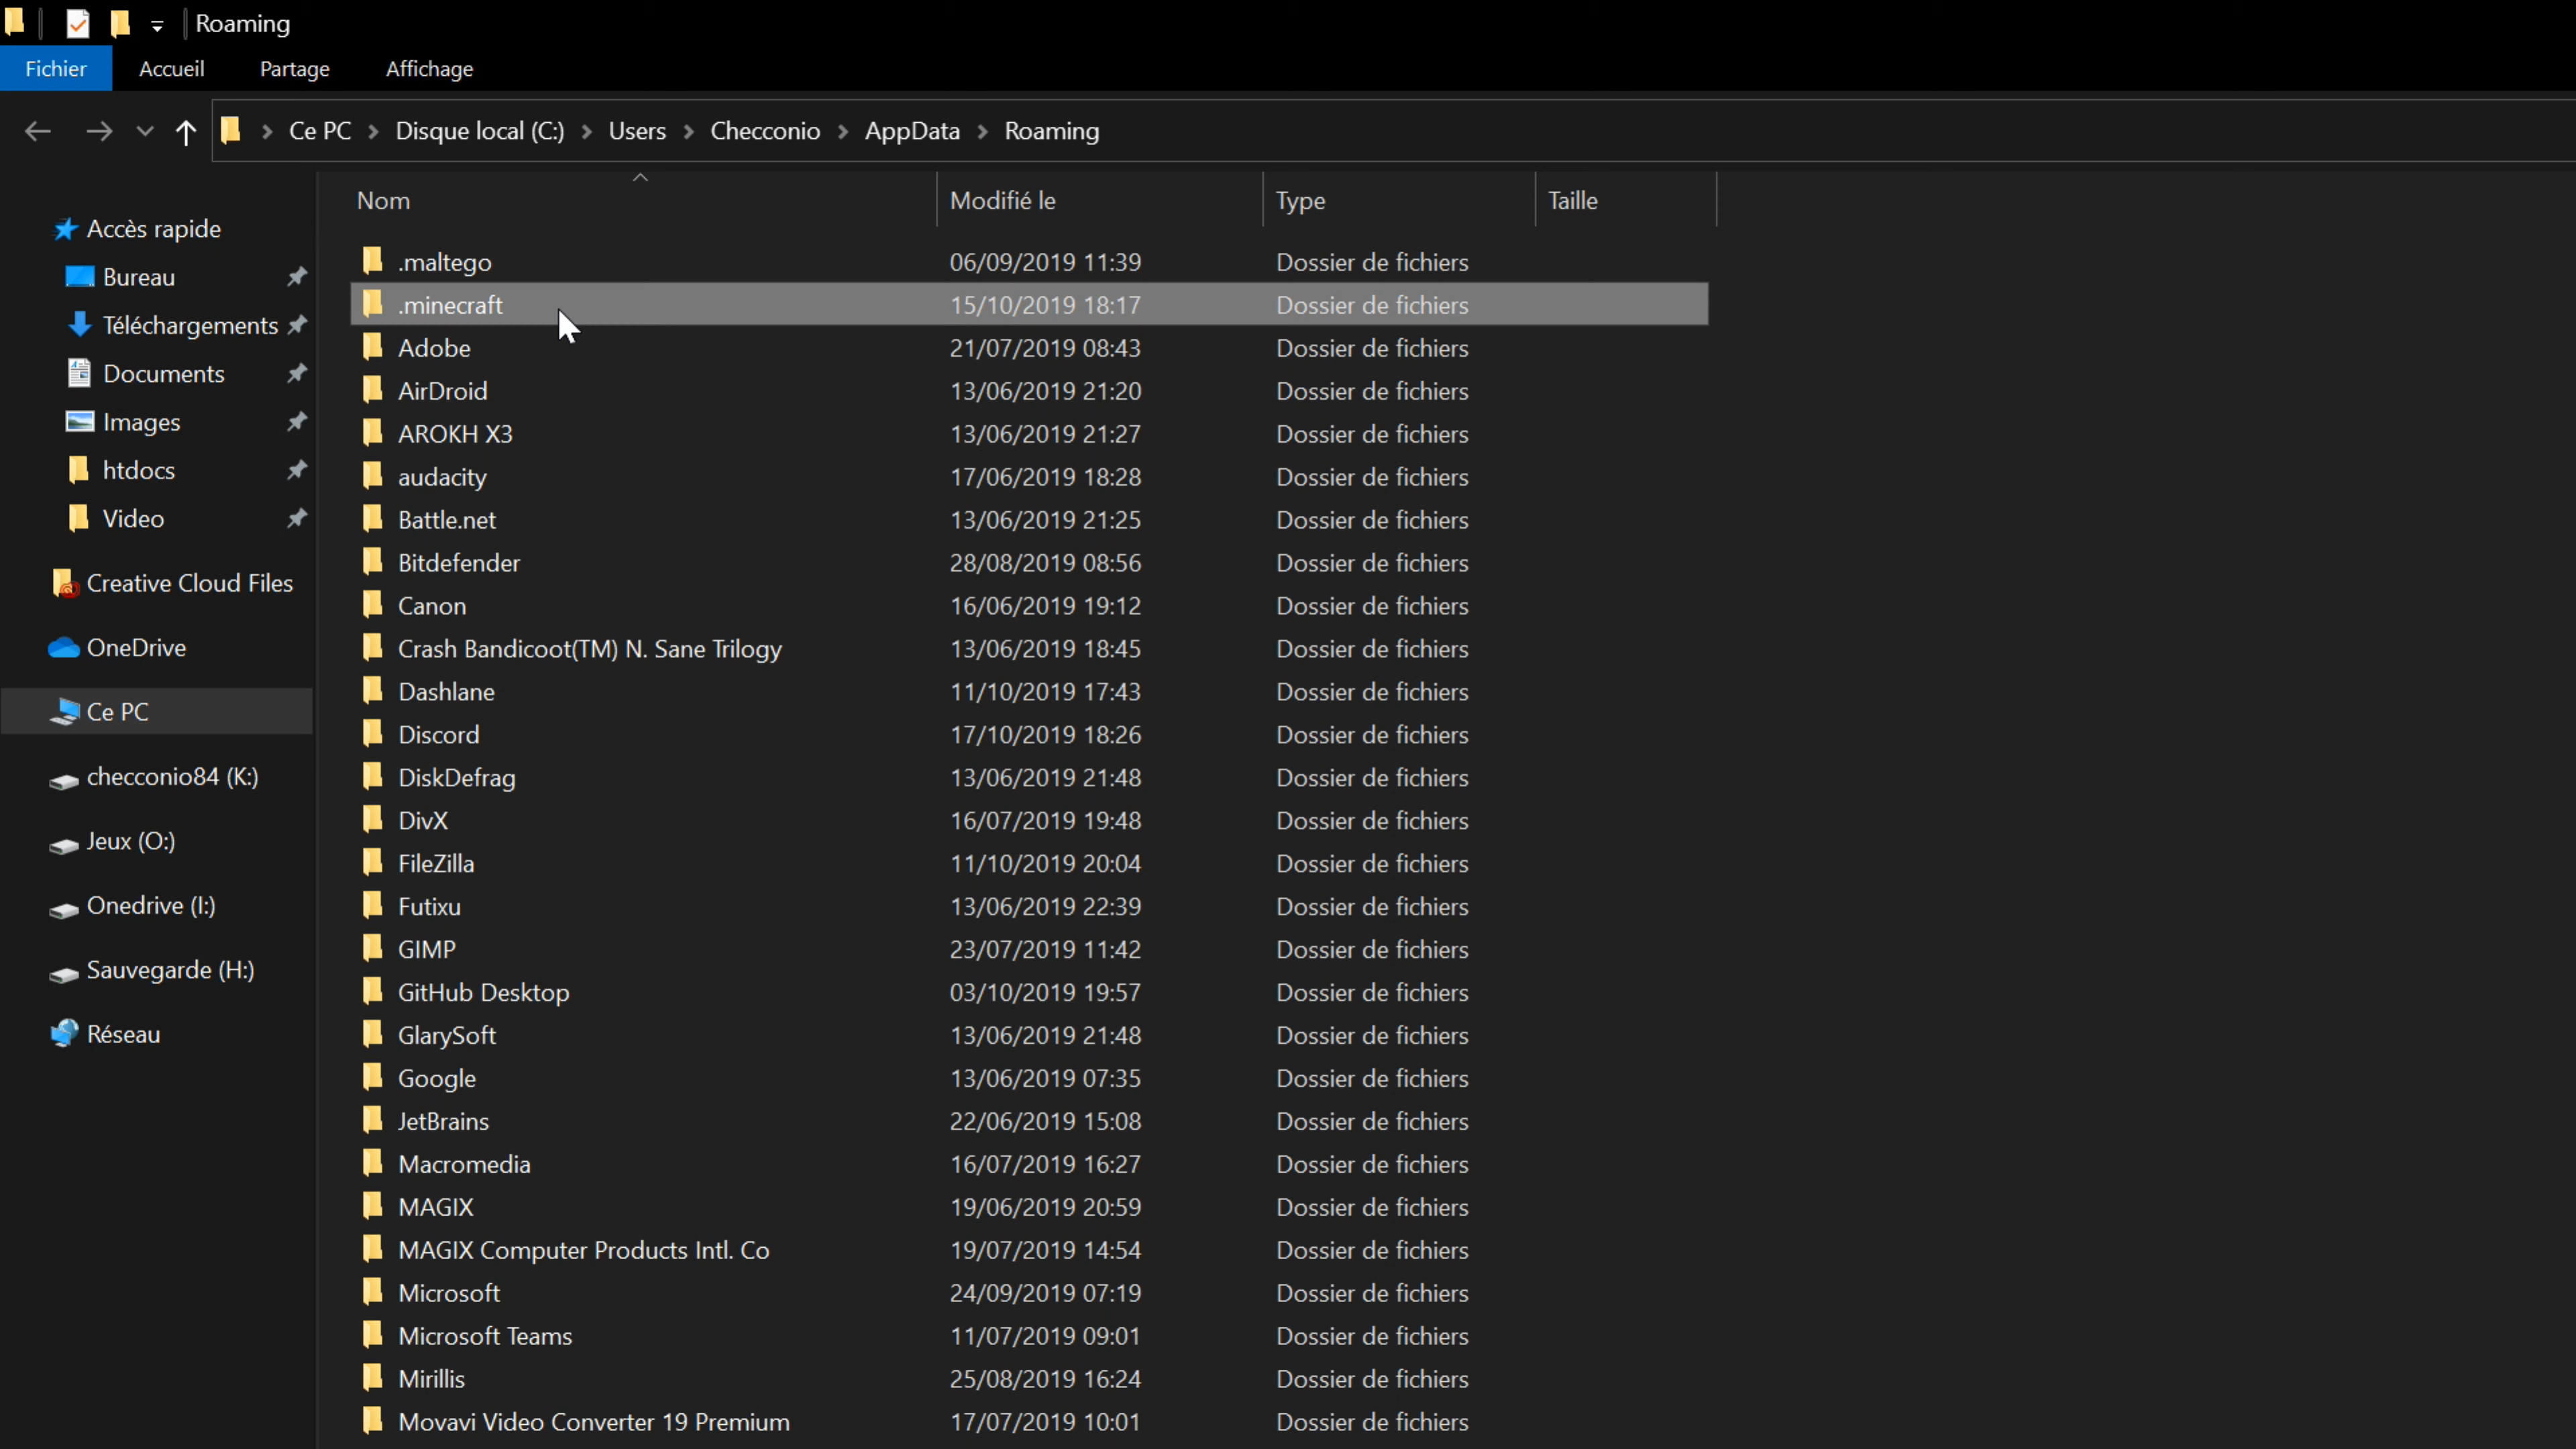 Roaming
Fichier Accueil Partage Affichage
Ce PC Disque local (C:) Users Checconio AppData Roaming
Nom Modifié le Type Taille
Accès rapide
Bureau
Téléchargements
Documents
Images
htdocs
Video
Creative Cloud Files
OneDrive
Ce PC
checconio84 (K:)
Jeux (O:)
Onedrive (I:)
Sauvegarde (H:)
Réseau
.maltego 06/09/2019 11:39 Dossier de fichiers
.minecraft 15/10/2019 18:17 Dossier de fichiers
Adobe 21/07/2019 08:43 Dossier de fichiers
AirDroid 13/06/2019 21:20 Dossier de fichiers
AROKH X3 13/06/2019 21:27 Dossier de fichiers
audacity 17/06/2019 18:28 Dossier de fichiers
Battle.net 13/06/2019 21:25 Dossier de fichiers
Bitdefender 28/08/2019 08:56 Dossier de fichiers
Canon 16/06/2019 19:12 Dossier de fichiers
Crash Bandicoot(TM) N. Sane Trilogy 13/06/2019 18:45 Dossier de fichiers
Dashlane 11/10/2019 17:43 Dossier de fichiers
Discord 17/10/2019 18:26 Dossier de fichiers
DiskDefrag 13/06/2019 21:48 Dossier de fichiers
DivX 16/07/2019 19:48 Dossier de fichiers
FileZilla 11/10/2019 20:04 Dossier de fichiers
Futixu 13/06/2019 22:39 Dossier de fichiers
GIMP 23/07/2019 11:42 Dossier de fichiers
GitHub Desktop 03/10/2019 19:57 Dossier de fichiers
GlarySoft 13/06/2019 21:48 Dossier de fichiers
Google 13/06/2019 07:35 Dossier de fichiers
JetBrains 22/06/2019 15:08 Dossier de fichiers
Macromedia 16/07/2019 16:27 Dossier de fichiers
MAGIX 19/06/2019 20:59 Dossier de fichiers
MAGIX Computer Products Intl. Co 19/07/2019 14:54 Dossier de fichiers
Microsoft 24/09/2019 07:19 Dossier de fichiers
Microsoft Teams 11/07/2019 09:01 Dossier de fichiers
Mirillis 25/08/2019 16:24 Dossier de fichiers
Movavi Video Converter 19 Premium 17/07/2019 10:01 Dossier de fichiers